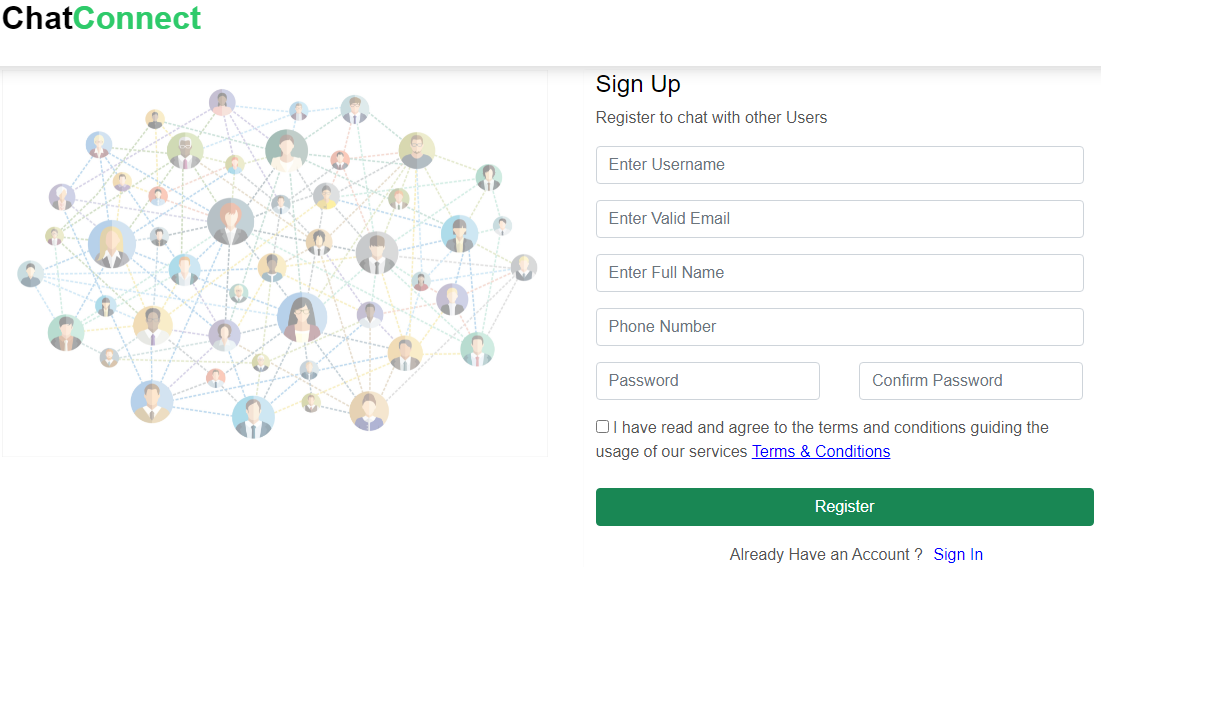 ChatConnect
Sign Up
Register to chat with other Users
Enter Username
Enter Valid Email
Enter Full Name
Phone Number
Password
Confirm Password
I have read and agree to the terms and conditions guiding the
usage of our services Terms & Conditions
Register
Already Have an Account ? Sign In